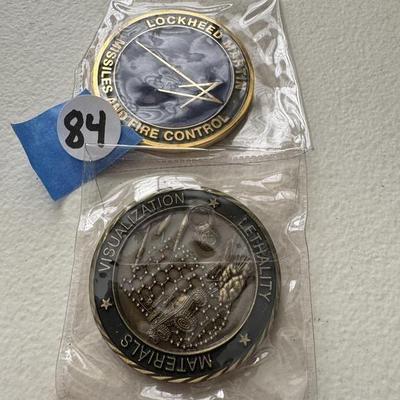 LOCKHEED MARTIN
MISSILES AND FIRE CONTROL
84
VISUALIZATION
LETHALITY
MATERIALS